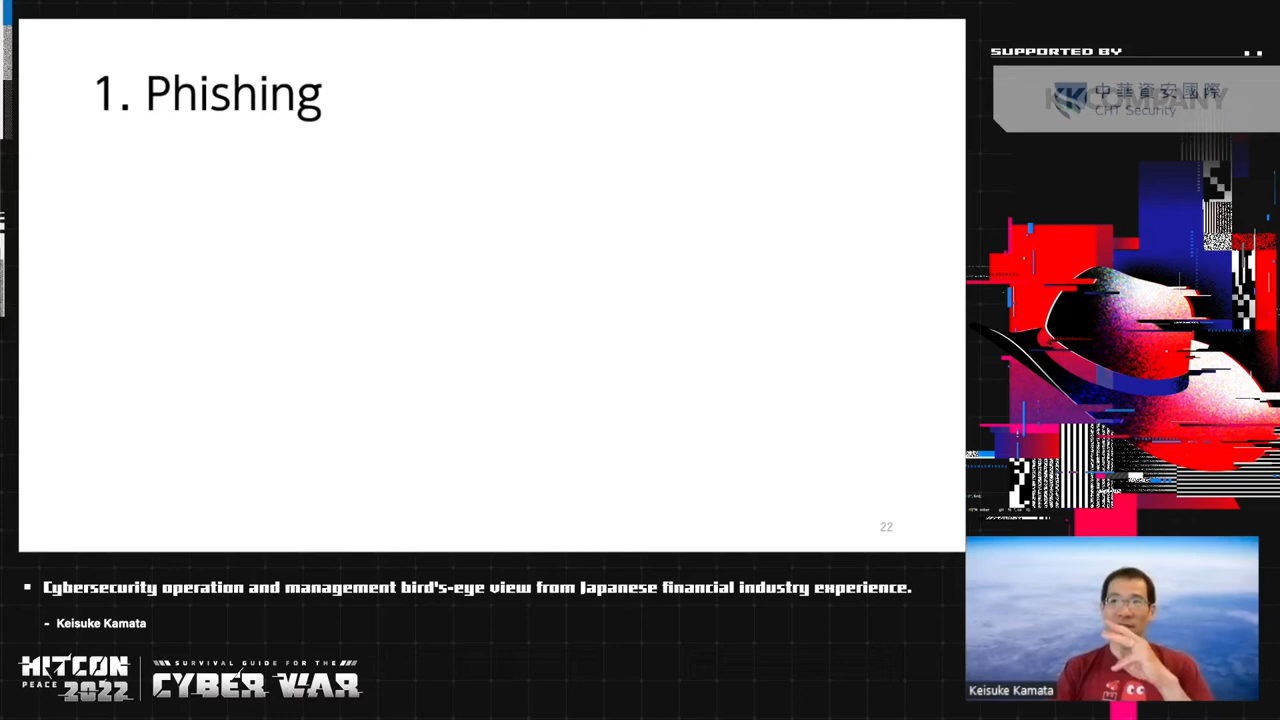 1. Phishing
22
SUPPORTED BY
KKCOMPANY
中華資安國際
CHT Security
Cybersecurity operation and management bird's-eye view from Japanese financial industry experience.
- Keisuke Kamata
HITCON
PEACE 2022
SURVIVAL GUIDE FOR THE
CYBER WAR
Keisuke Kamata